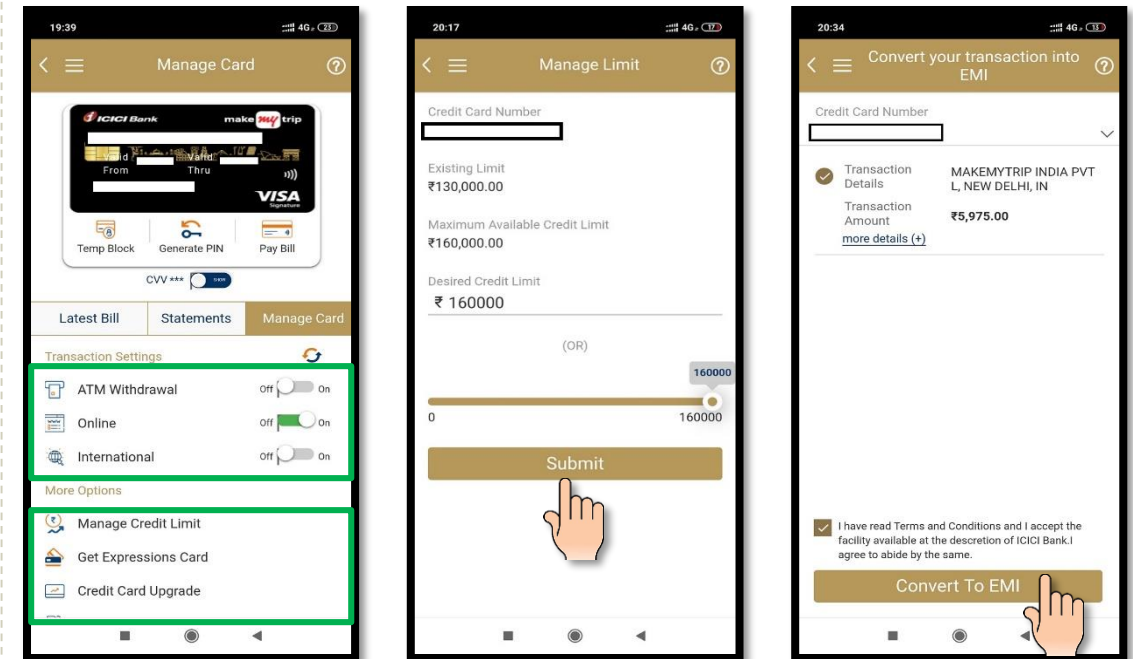 19:39
4G
23
Manage Card
?
ICICI Bank
make my trip
Valid
From
Valid
Thru
VISA
Signature
Temp Block
Generate PIN
Pay Bill
CVV ***
SHOW
Latest Bill
Statements
Manage Card
Transaction Settings
ATM Withdrawal
Off
On
Online
Off
On
International
Off
On
More Options
Manage Credit Limit
Get Expressions Card
Credit Card Upgrade
20:17
4G
17
Manage Limit
?
Credit Card Number
Existing Limit
₹130,000.00
Maximum Available Credit Limit
₹160,000.00
Desired Credit Limit
₹ 160000
(OR)
160000
0
160000
Submit
20:34
4G
15
Convert your transaction into
EMI
?
Credit Card Number
Transaction
Details
MAKEMYTRIP INDIA PVT
L, NEW DELHI, IN
Transaction
Amount
₹5,975.00
more details (+)
I have read Terms and Conditions and I accept the
facility available at the descretion of ICICI Bank.I
agree to abide by the same.
Convert To EMI